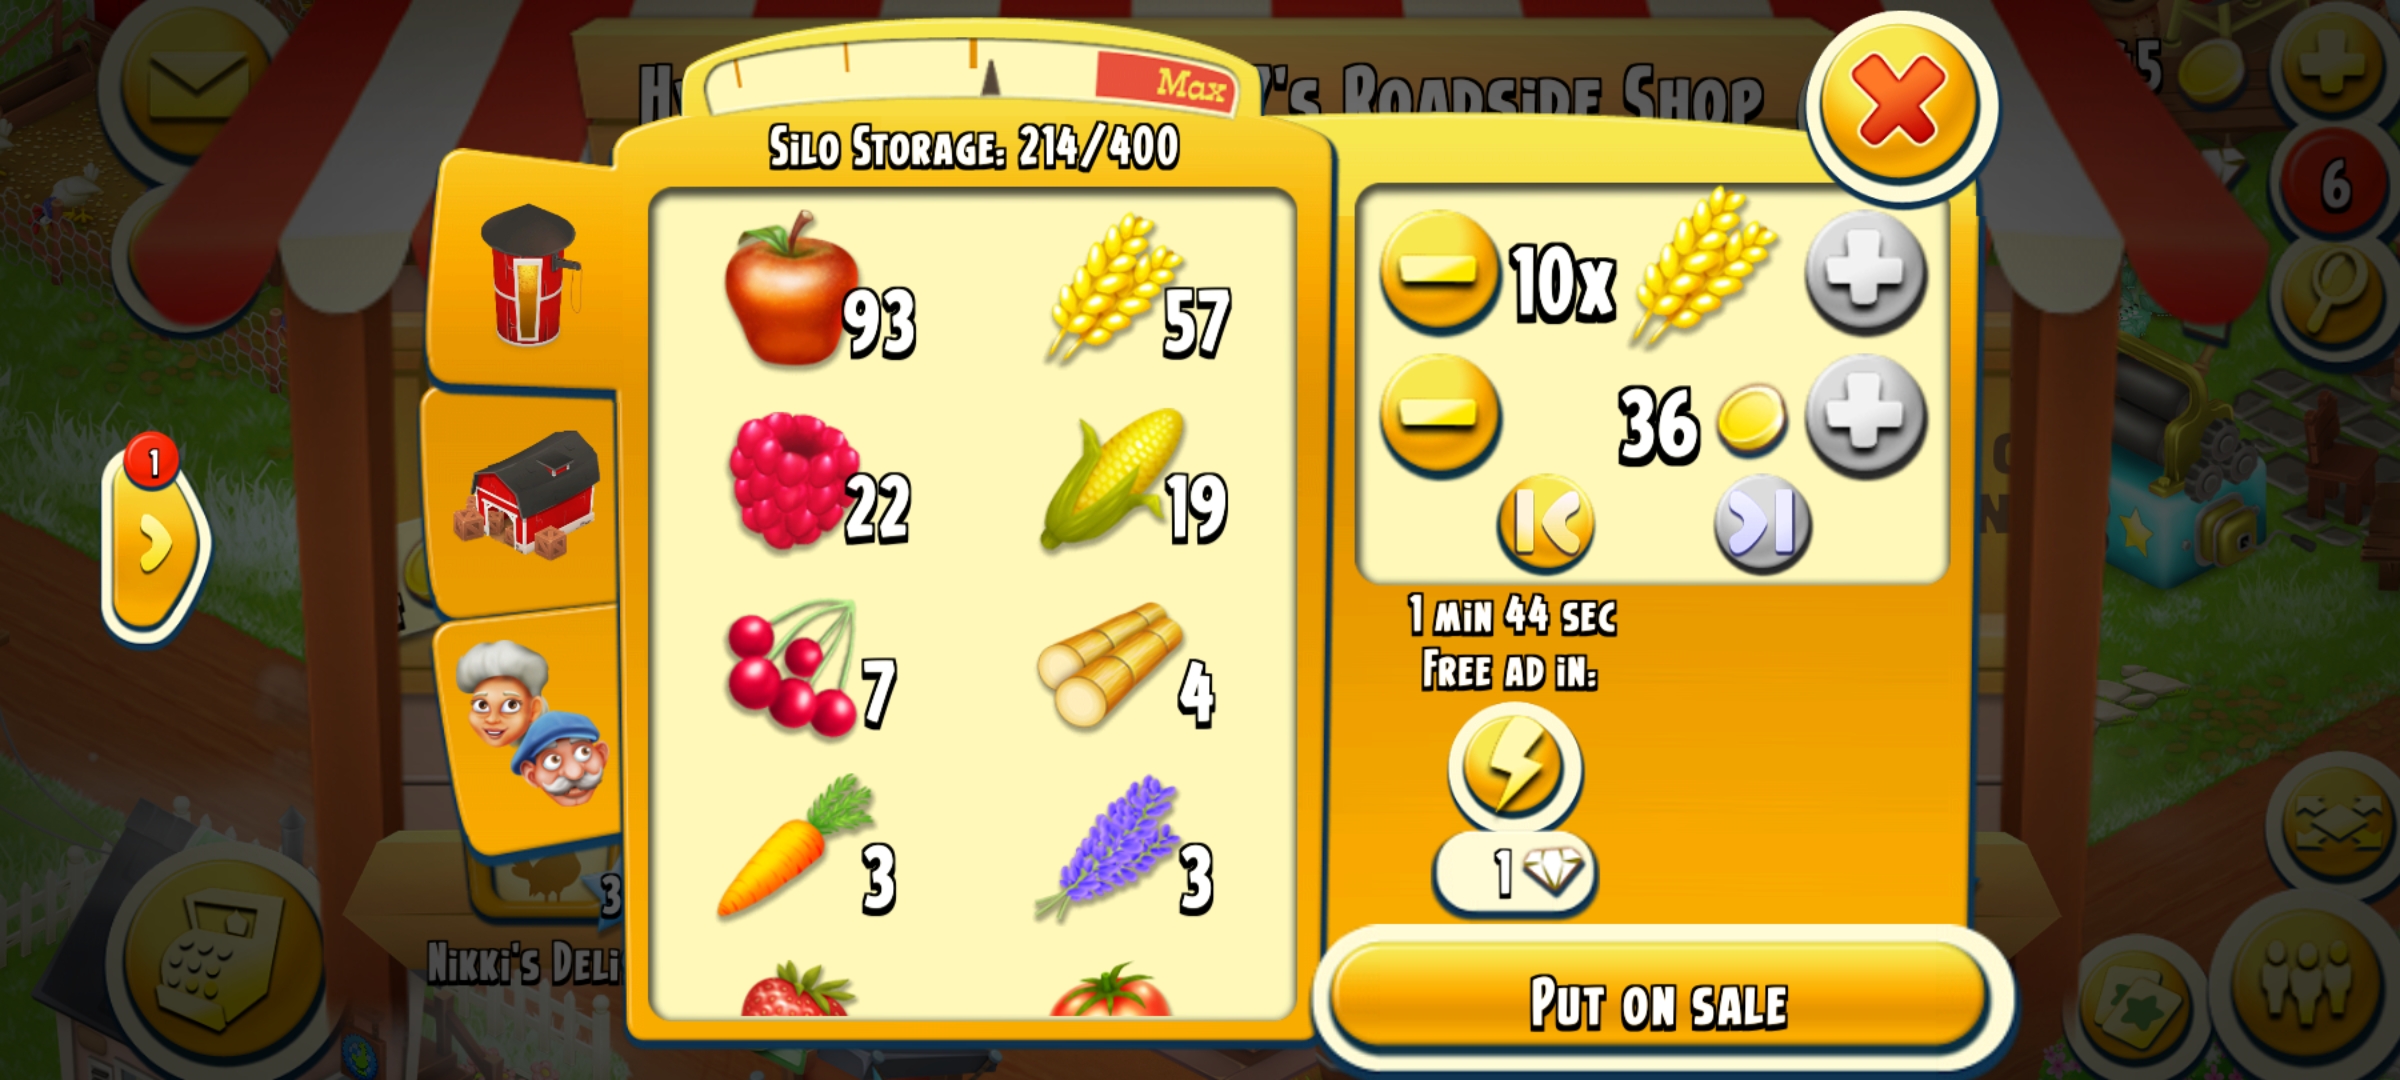 Roadside Shop
Max
Silo Storage: 214/400
93
57
22
19
7
4
3
3
10x
36
1 min 44 sec
Free ad in:
1
Put on sale
1
6
Nikki's Deli
3